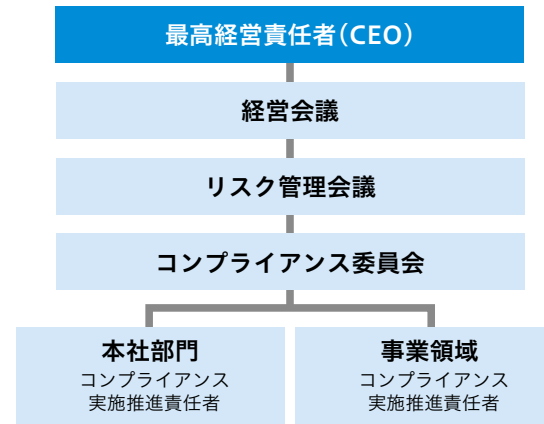 最高経営責任者（CEO）
経営会議
リスク管理会議
コンプライアンス委員会
本社部門
コンプライアンス
実施推進責任者
事業領域
コンプライアンス
実施推進責任者